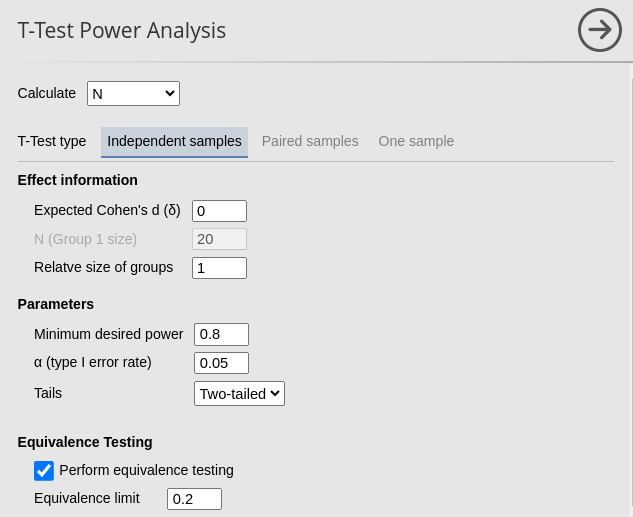 T-Test Power Analysis
Calculate N
T-Test type Independent samples Paired samples One sample
Effect information
Expected Cohen's d (δ) 0
N (Group 1 size) 20
Relatve size of groups 1
Parameters
Minimum desired power 0.8
α (type I error rate) 0.05
Tails Two-tailed
Equivalence Testing
Perform equivalence testing
Equivalence limit 0.2